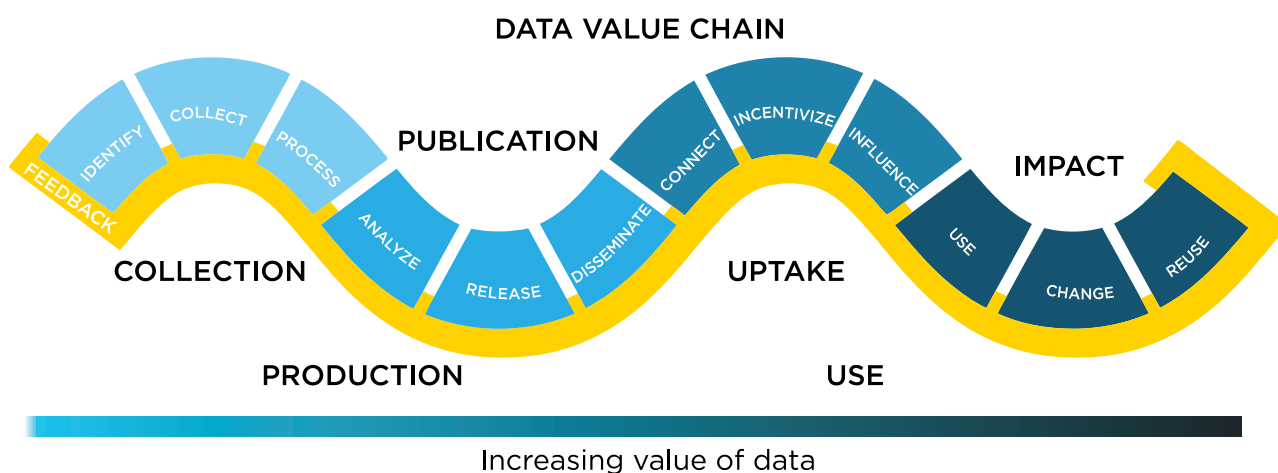 DATA VALUE CHAIN
FEEDBACK
IDENTIFY
COLLECT
PROCESS
COLLECTION
ANALYZE
RELEASE
DISSEMINATE
PUBLICATION
PRODUCTION
CONNECT
INCENTIVIZE
INFLUENCE
UPTAKE
USE
CHANGE
REUSE
IMPACT
USE
Increasing value of data